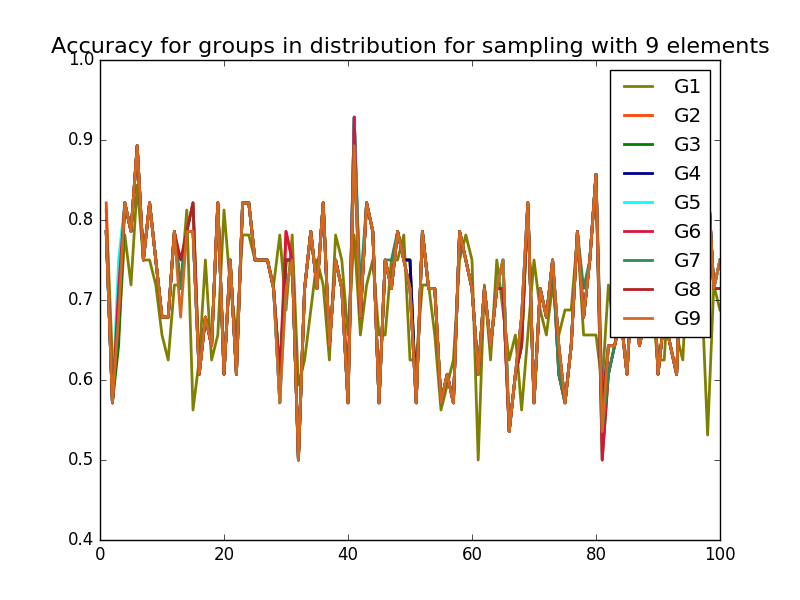 Accuracy for groups in distribution for sampling with 9 elements
1.0
0.9
0.8
0.7
0.6
0.5
0.4
0
20
40
60
80
100
G1
G2
G3
G4
G5
G6
G7
G8
G9